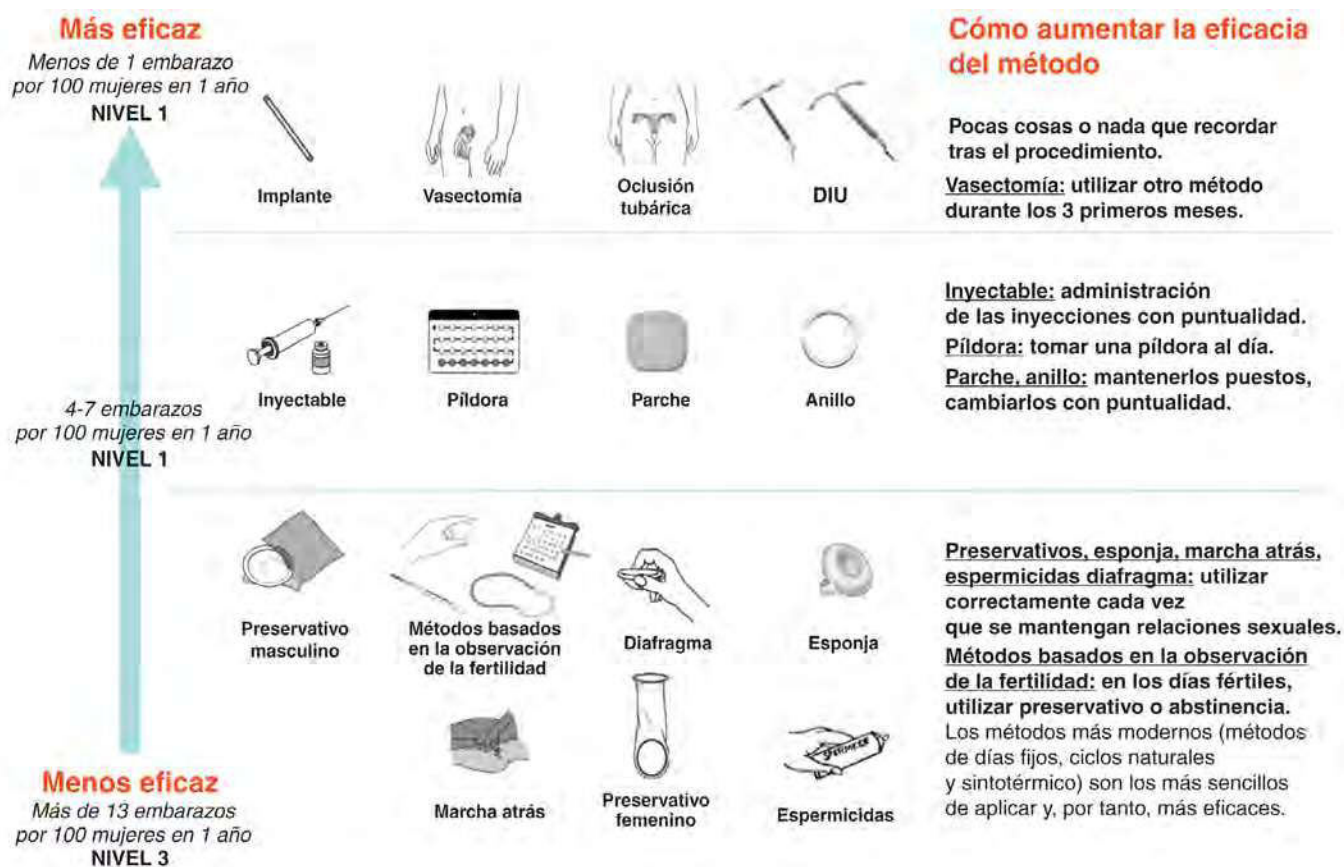 Más eficaz
Menos de 1 embarazo
por 100 mujeres en 1 año
NIVEL 1
Implante
Vasectomía
Oclusión
tubárica
DIU
Cómo aumentar la eficacia
del método
Pocas cosas o nada que recordar
tras el procedimiento.
Vasectomía: utilizar otro método
durante los 3 primeros meses.
4-7 embarazos
por 100 mujeres en 1 año
NIVEL 1
Inyectable
Píldora
Parche
Anillo
Inyectable: administración
de las inyecciones con puntualidad.
Píldora: tomar una píldora al día.
Parche, anillo: mantenerlos puestos,
cambiarlos con puntualidad.
Preservativo
masculino
Métodos basados
en la observación
de la fertilidad
Diafragma
Esponja
Marcha atrás
Preservativo
femenino
SPERMICIDE
Espermicidas
Preservativos, esponja, marcha atrás,
espermicidas diafragma: utilizar
correctamente cada vez
que se mantengan relaciones sexuales.
Métodos basados en la observación
de la fertilidad: en los días fértiles,
utilizar preservativo o abstinencia.
Los métodos más modernos (métodos
de días fijos, ciclos naturales
y sintotérmico) son los más sencillos
de aplicar y, por tanto, más eficaces.
Menos eficaz
Más de 13 embarazos
por 100 mujeres en 1 año
NIVEL 3